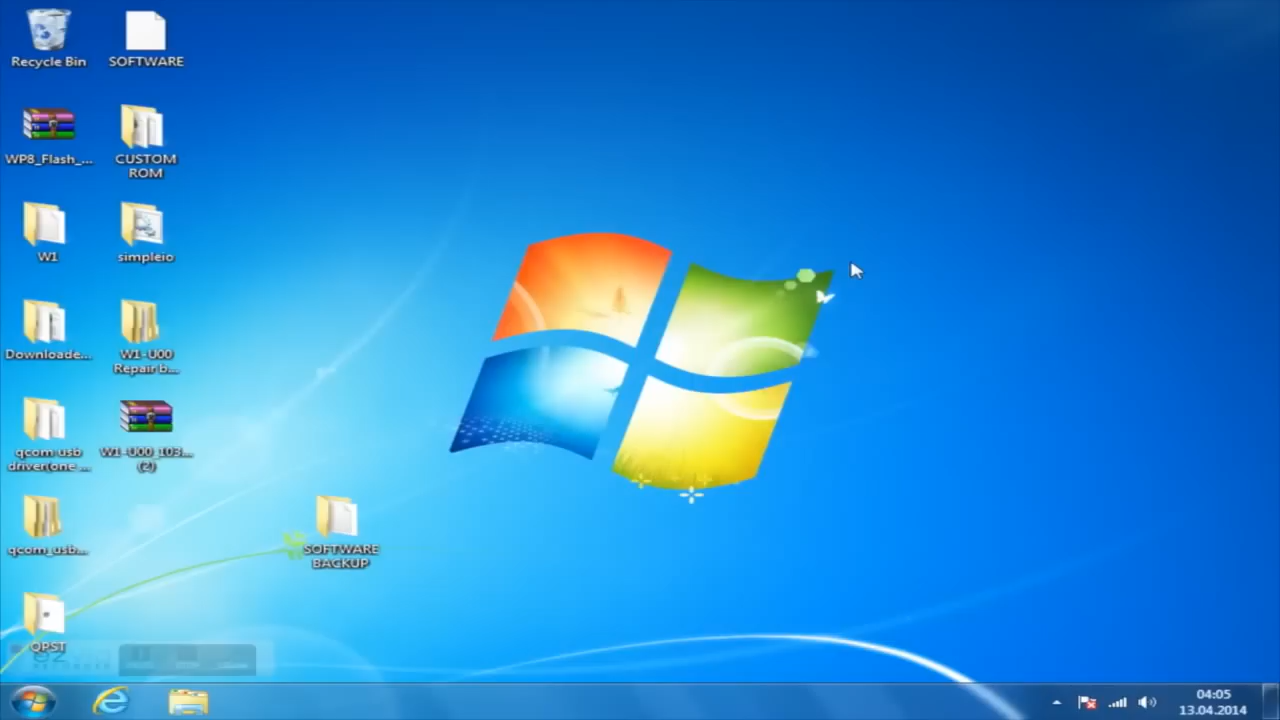 Recycle Bin
SOFTWARE
WP8_Flash_...
CUSTOM
ROM
W1
simpleio
Downloade...
W1-U00
Repair b...
qcom usb
driver(one ...
W1-U00_103...
(2)
qcom_usb...
SOFTWARE
BACKUP
QPST
04:05
13.04.2014